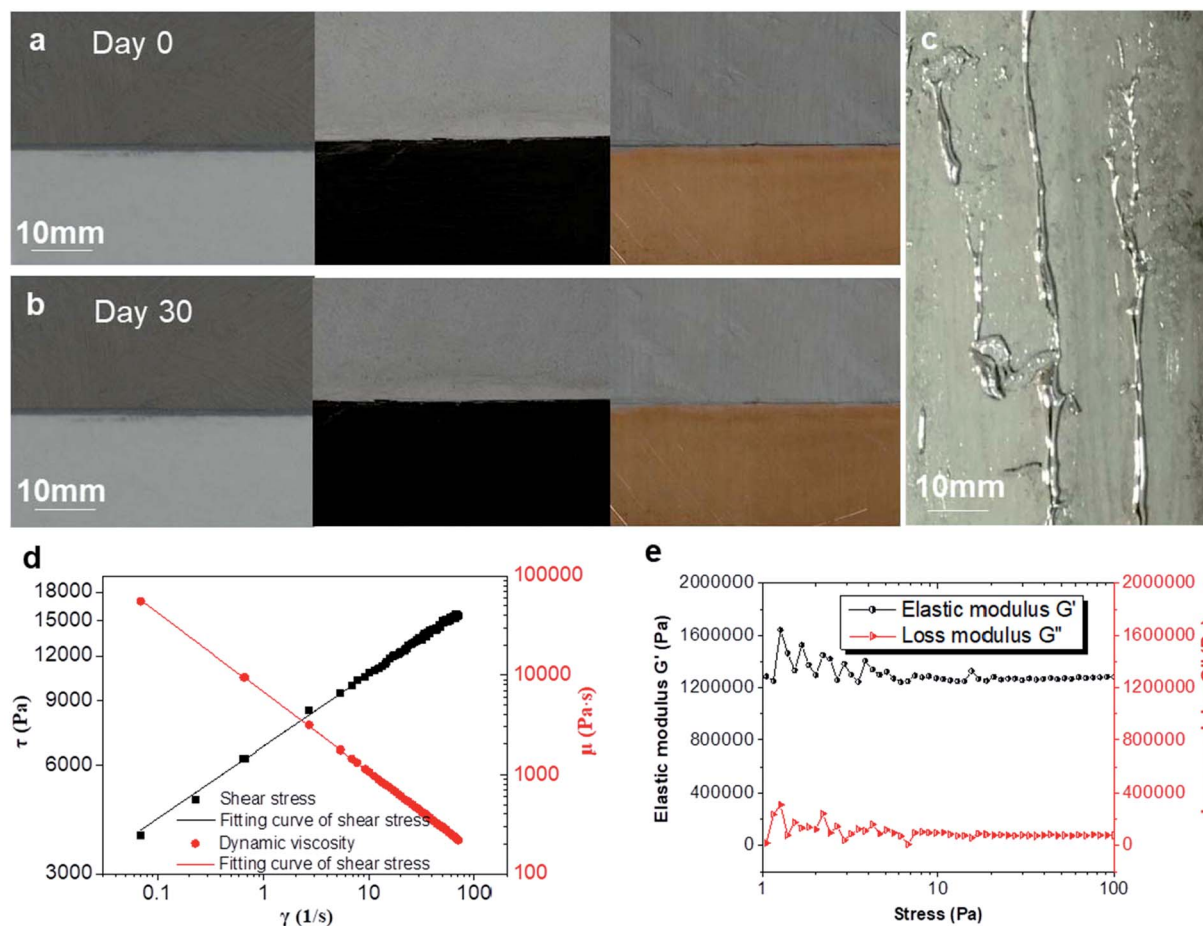 a Day 0
10mm
b Day 30
10mm
c
10mm
d
18000
15000
12000
9000
6000
3000
τ (Pa)
100000
10000
1000
100
μ (Pa·s)
Shear stress
Fitting curve of shear stress
Dynamic viscosity
Fitting curve of shear stress
0.1 1 10 100
γ (1/s)
e
2000000
1600000
1200000
800000
400000
0
Elastic modulus G' (Pa)
Elastic modulus G'
Loss modulus G"
2000000
1600000
1200000
800000
400000
0
1 10 100
Stress (Pa)